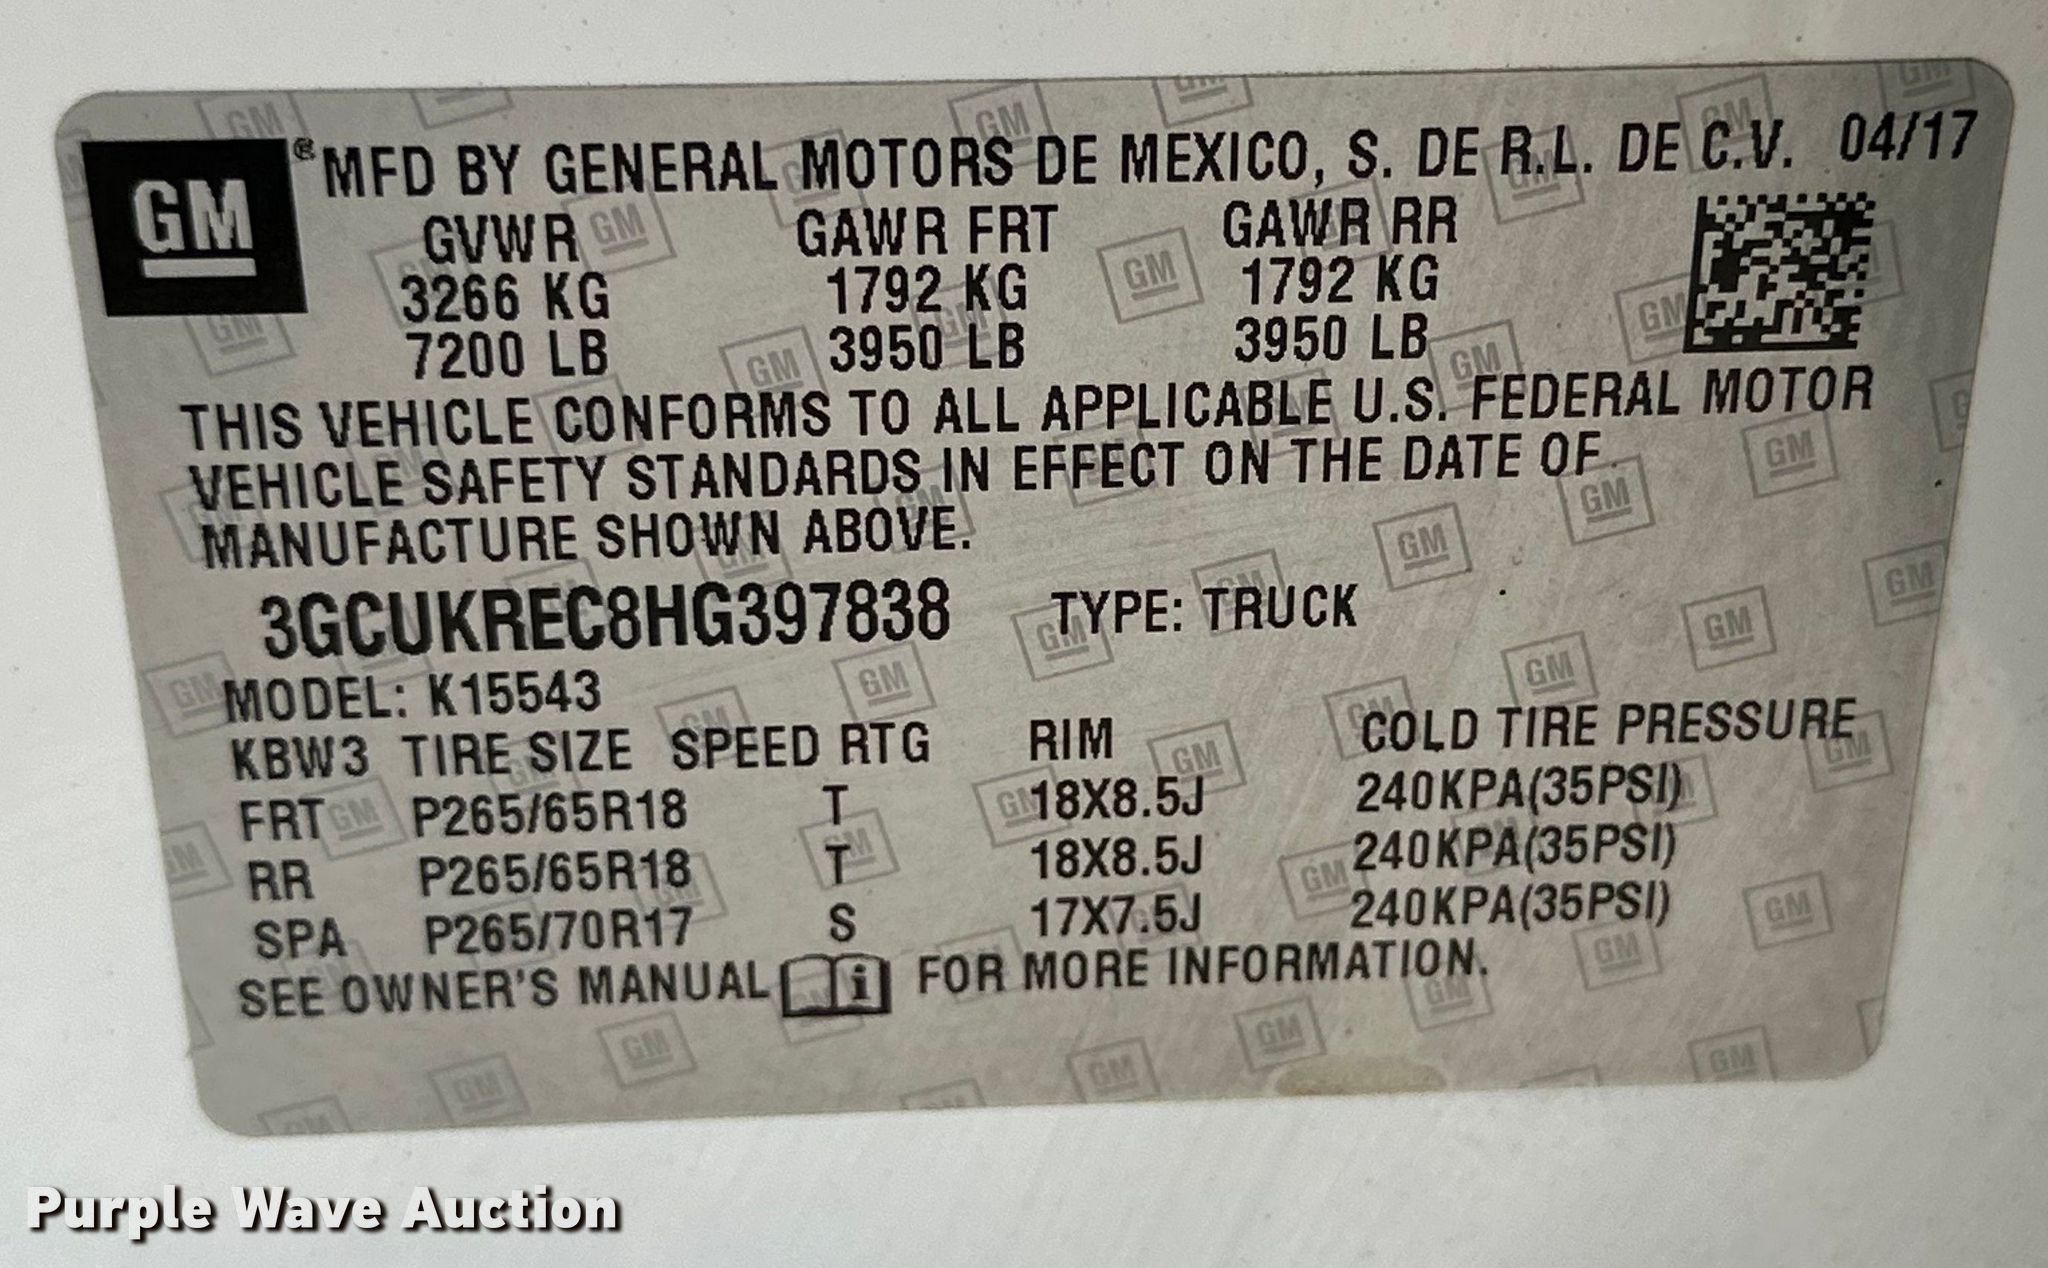 GM ® MFD BY GENERAL MOTORS DE MEXICO, S. DE R.L. DE C.V. 04/17
GVWR GAWR FRT GAWR RR
3266 KG 1792 KG 1792 KG
7200 LB 3950 LB 3950 LB
THIS VEHICLE CONFORMS TO ALL APPLICABLE U.S. FEDERAL MOTOR
VEHICLE SAFETY STANDARDS IN EFFECT ON THE DATE OF
MANUFACTURE SHOWN ABOVE.
3GCUKREC8HG397838 TYPE: TRUCK
MODEL: K15543
KBW3 TIRE SIZE SPEED RTG RIM COLD TIRE PRESSURE
FRT P265/65R18 T 18X8.5J 240KPA(35PSI)
RR P265/65R18 T 18X8.5J 240KPA(35PSI)
SPA P265/70R17 S 17X7.5J 240KPA(35PSI)
SEE OWNER'S MANUAL i FOR MORE INFORMATION.
Purple Wave Auction